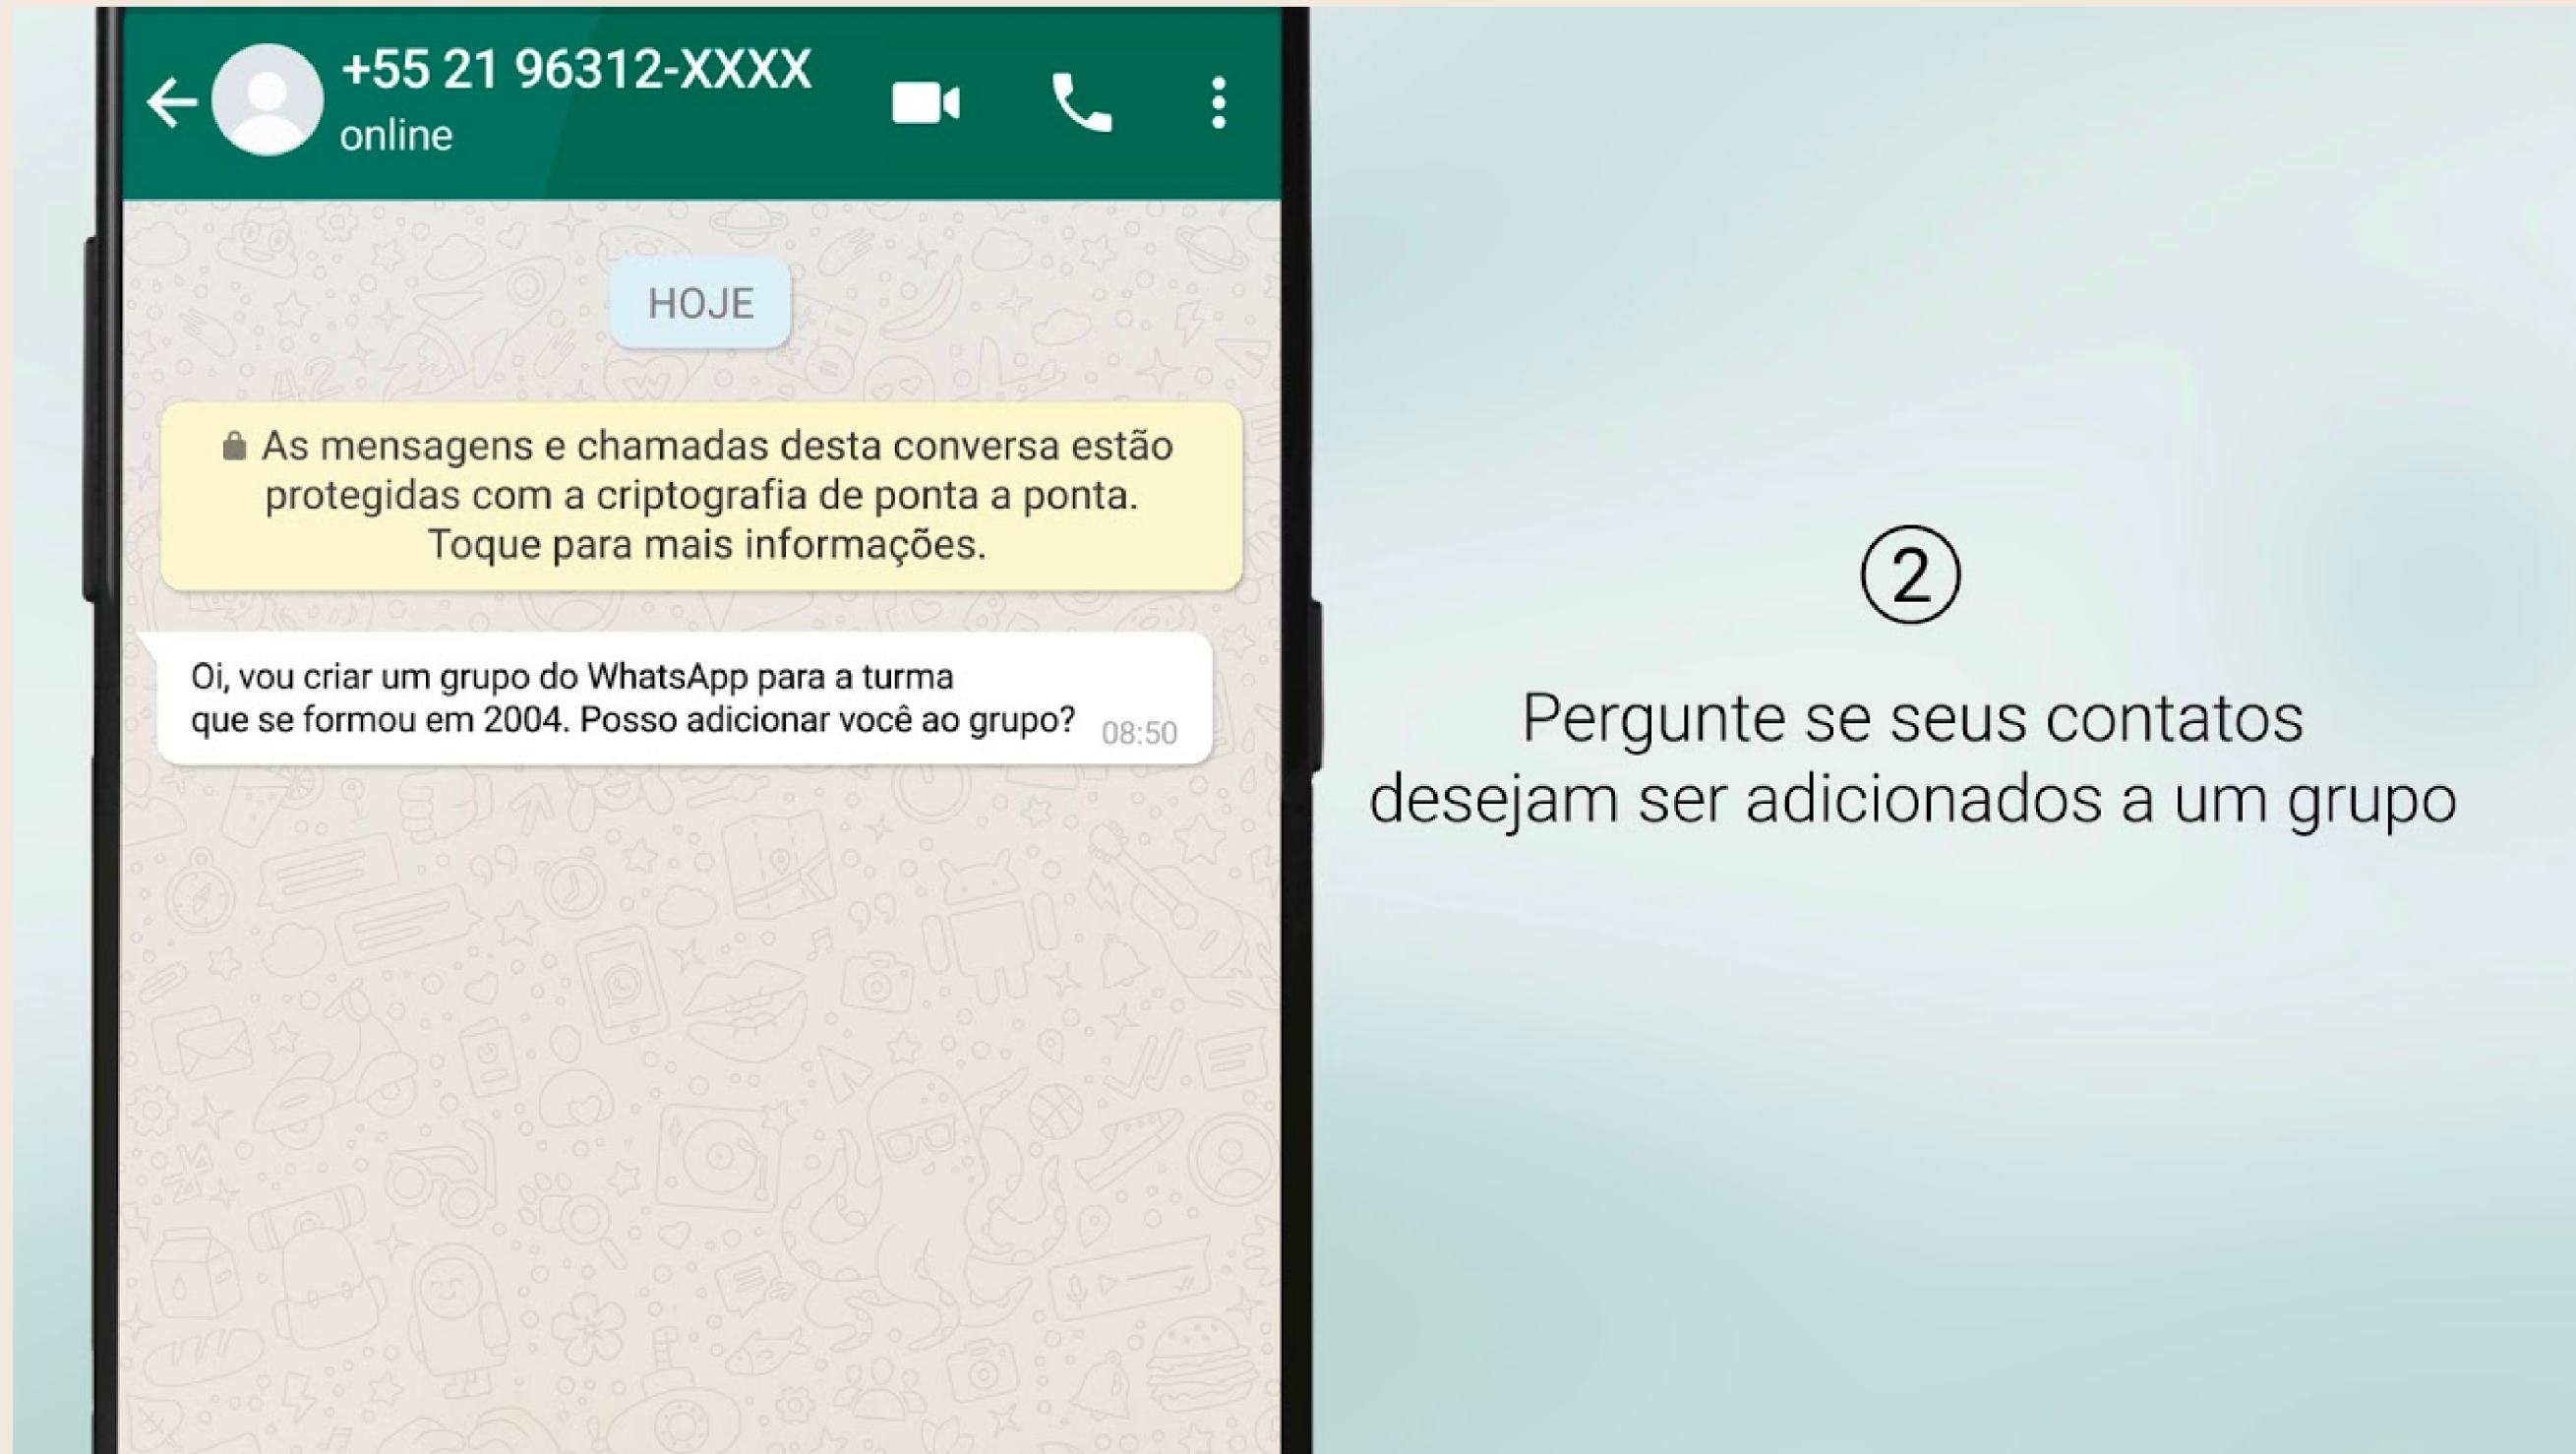 +55 21 96312-XXXX
online
HOJE
As mensagens e chamadas desta conversa estão
protegidas com a criptografia de ponta a ponta.
Toque para mais informações.
Oi, vou criar um grupo do WhatsApp para a turma
que se formou em 2004. Posso adicionar você ao grupo?
08:50
2
Pergunte se seus contatos
desejam ser adicionados a um grupo